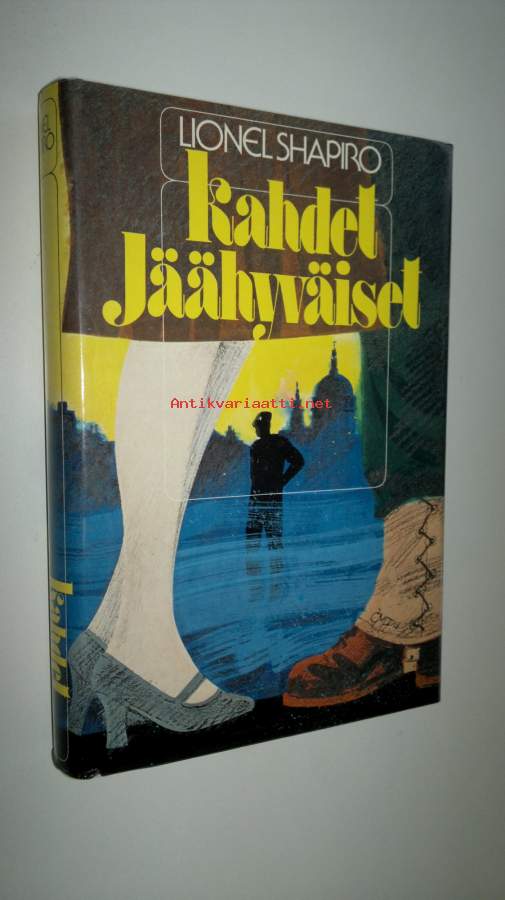 LIONEL SHAPIRO
Kahdet
Jäähyväiset
Antikvariaatti.net
kahdet